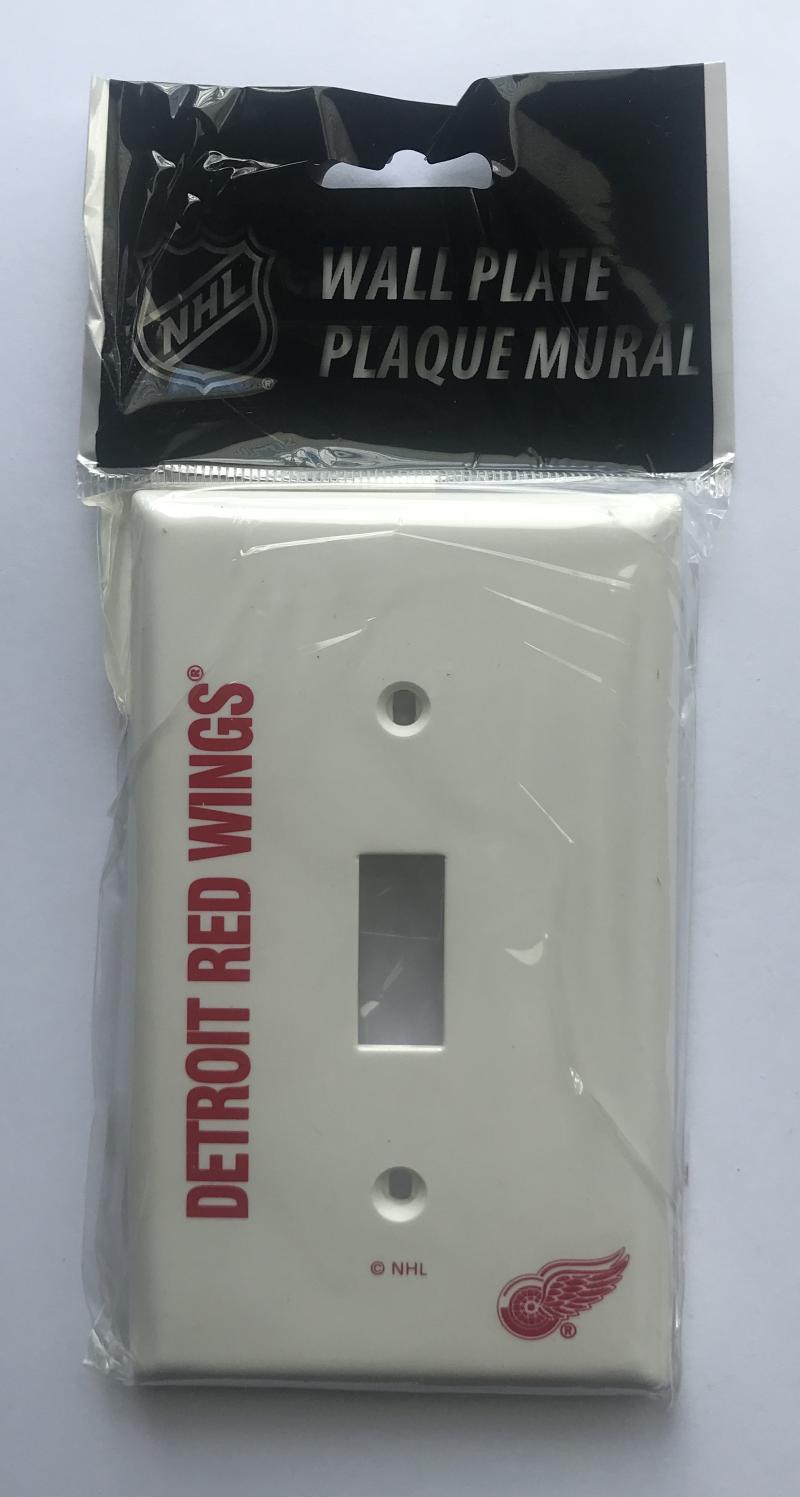 NHL
®
WALL PLATE
PLAQUE MURAL
DETROIT RED WINGS®
© NHL
®